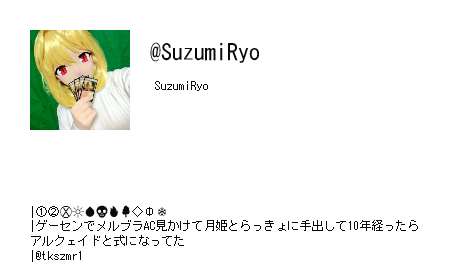 @SuzumiRyo
SuzumiRyo
|①②Ⓧ☼💧💀🔥🌳◇Φ❄
|ゲーセンでメルブラAC見かけて月姫とらっきょに手出して10年経ったら
アルクェイドと式になってた
|@tkszmr1